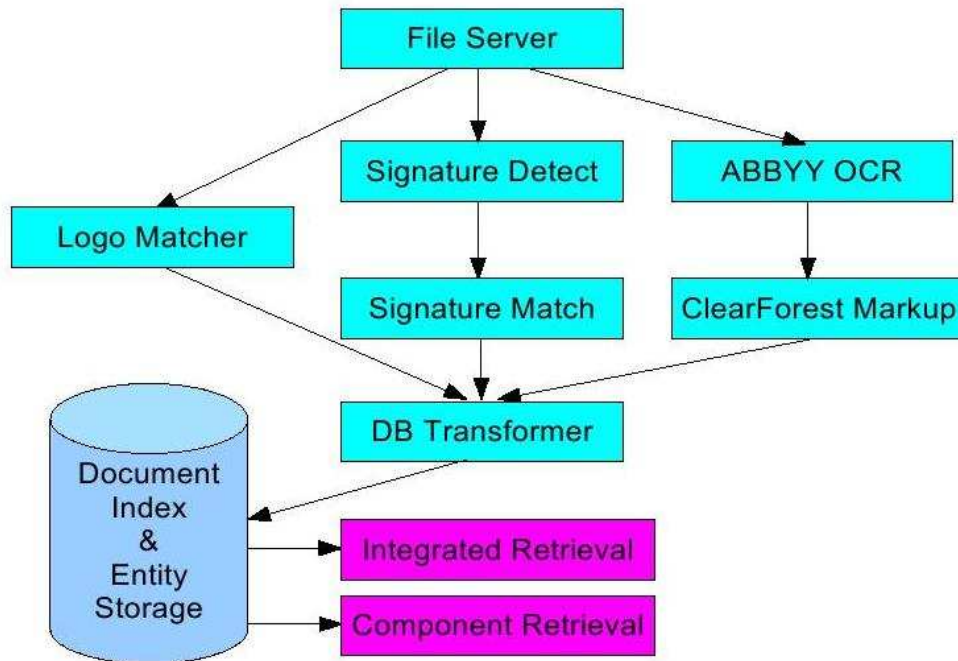 File Server
Signature Detect
ABBYY OCR
Logo Matcher
Signature Match
ClearForest Markup
DB Transformer
Document
Index
&
Entity
Storage
Integrated Retrieval
Component Retrieval